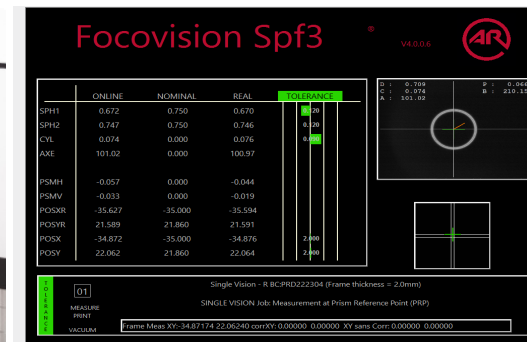 Focovision Spf3 ®
V4.0.0.6
AR
ONLINE NOMINAL REAL TOLERANCE
SPH1 0.672 0.750 0.670
SPH2 0.747 0.750 0.746
CYL 0.074 0.000 0.076
AXE 101.02 0.000 100.97
PSMH -0.057 0.000 -0.044
PSMV -0.033 0.000 -0.019
POSXR -35.627 -35.000 -35.594
POSYR 21.589 21.860 21.591
POSX -34.872 -35.000 -34.876 2.000
POSY 22.062 21.860 22.064 2.000
D : 0.709 P : 0.066
C : 0.074 B : 210.15
A : 101.02
TOLERANCE
01
MEASURE
PRINT
VACUUM
Single Vision - R BC:PRD222304 (Frame thickness = 2.0mm)
SINGLE VISION Job: Measurement at Prism Reference Point (PRP)
Frame Meas XY:-34.87174 22.06240 corrXY: 0.00000 0.00000 XY sans Corr: 0.00000 0.00000